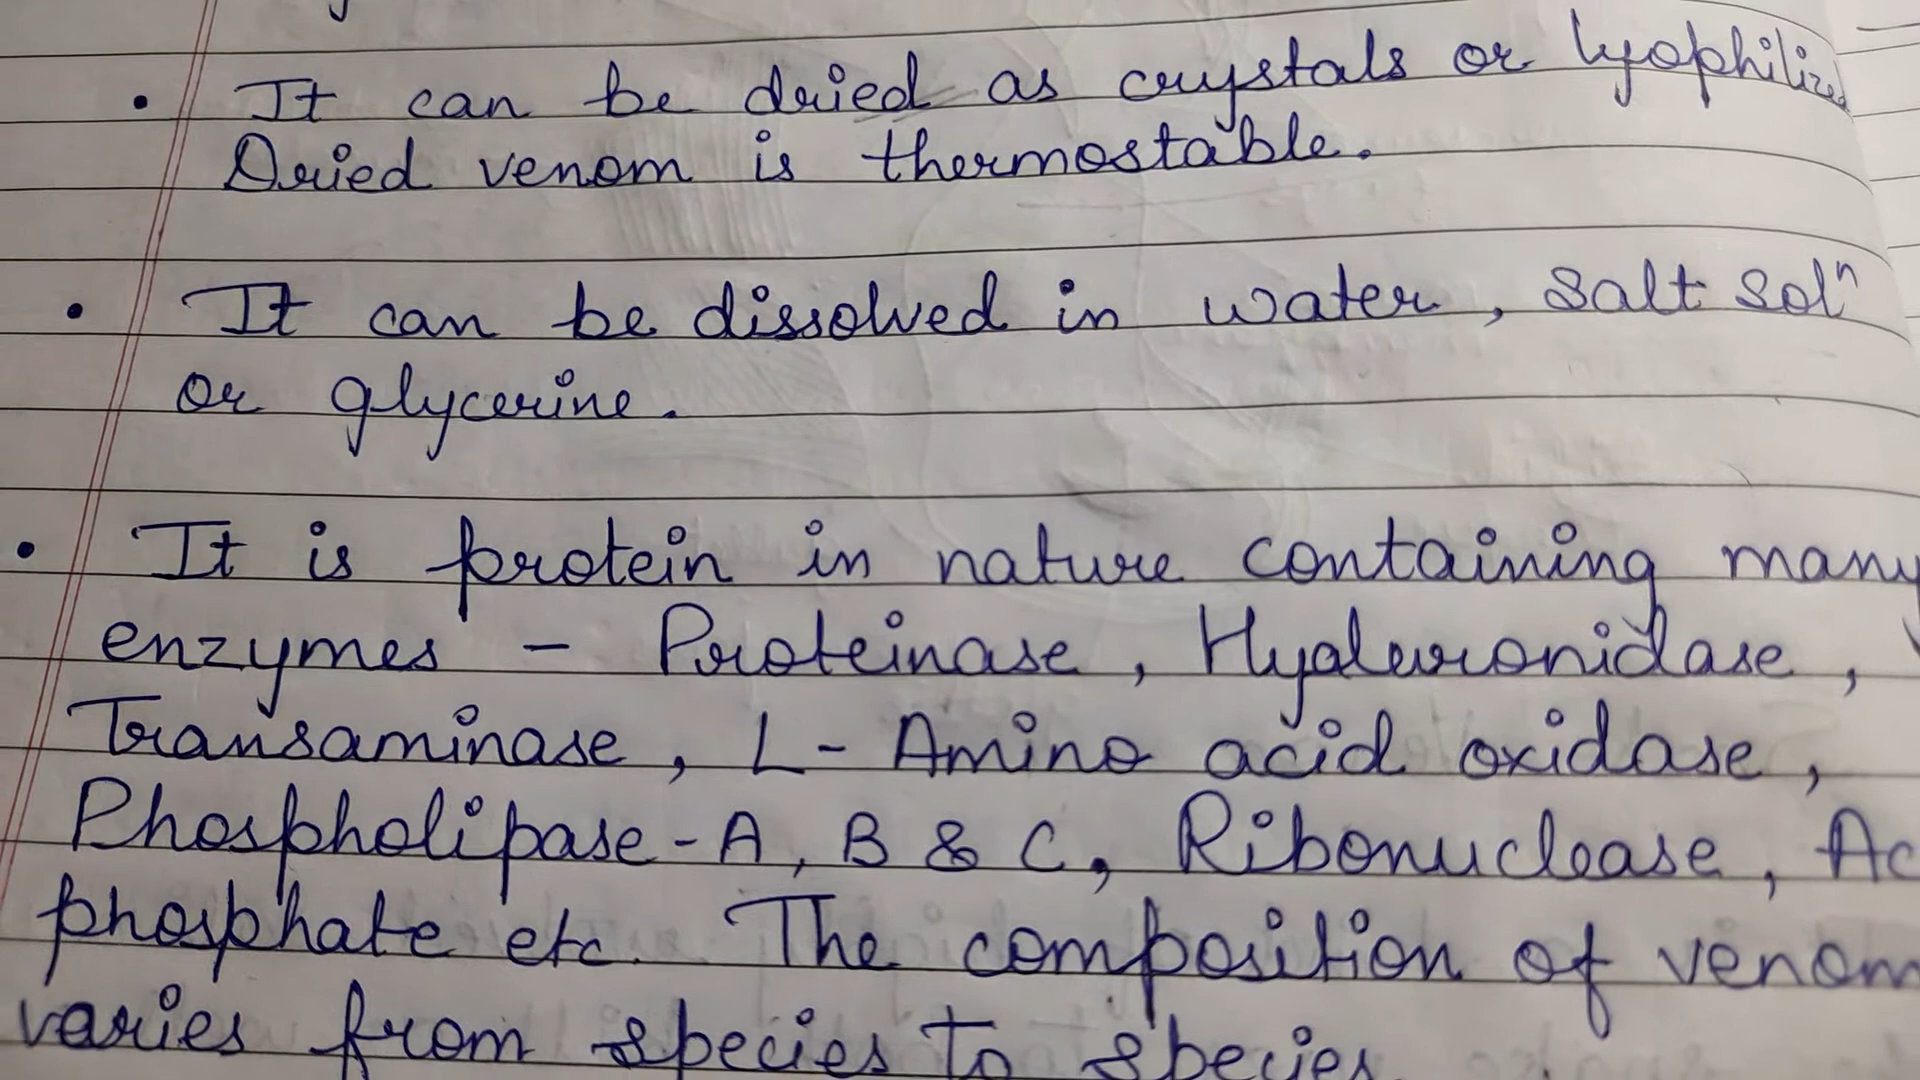 • It can be dried as crystals or lyophilized
Dried venom is thermostable.
• It can be dissolved in water, salt solⁿ
or glycerine.
• It is protein in nature containing many
enzymes - Proteinase, Hyaluronidase,
Transaminase, L-Amino acid oxidase,
Phospholipase-A, B & C, Ribonuclease, Ac
phosphate etc. The composition of venom
varies from species to species.